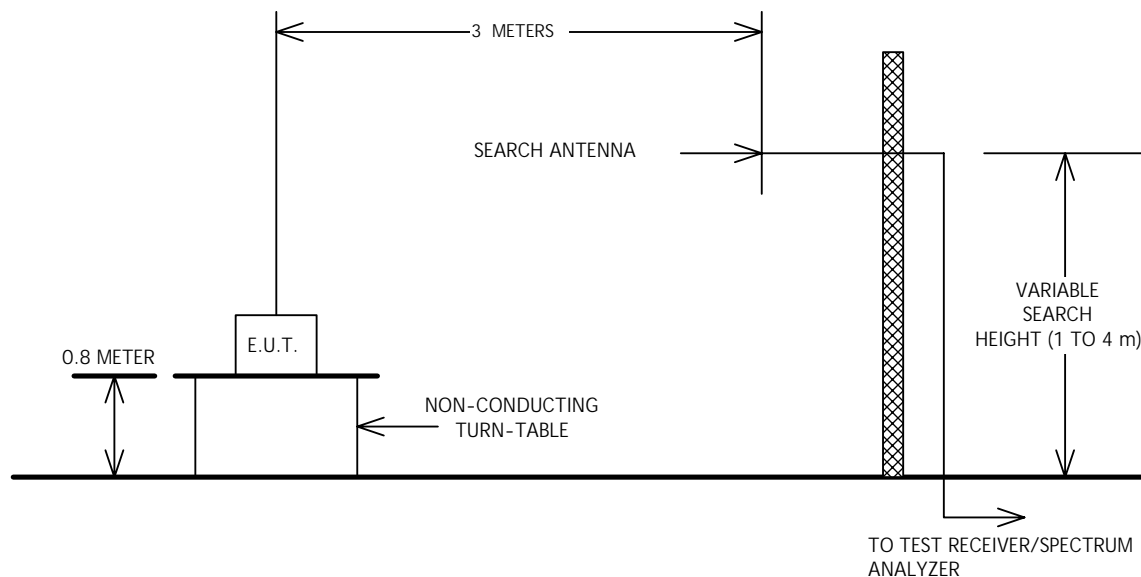 3 METERS
SEARCH ANTENNA
VARIABLE
SEARCH
HEIGHT (1 TO 4 m)
E.U.T.
0.8 METER
NON-CONDUCTING
TURN-TABLE
TO TEST RECEIVER/SPECTRUM
ANALYZER